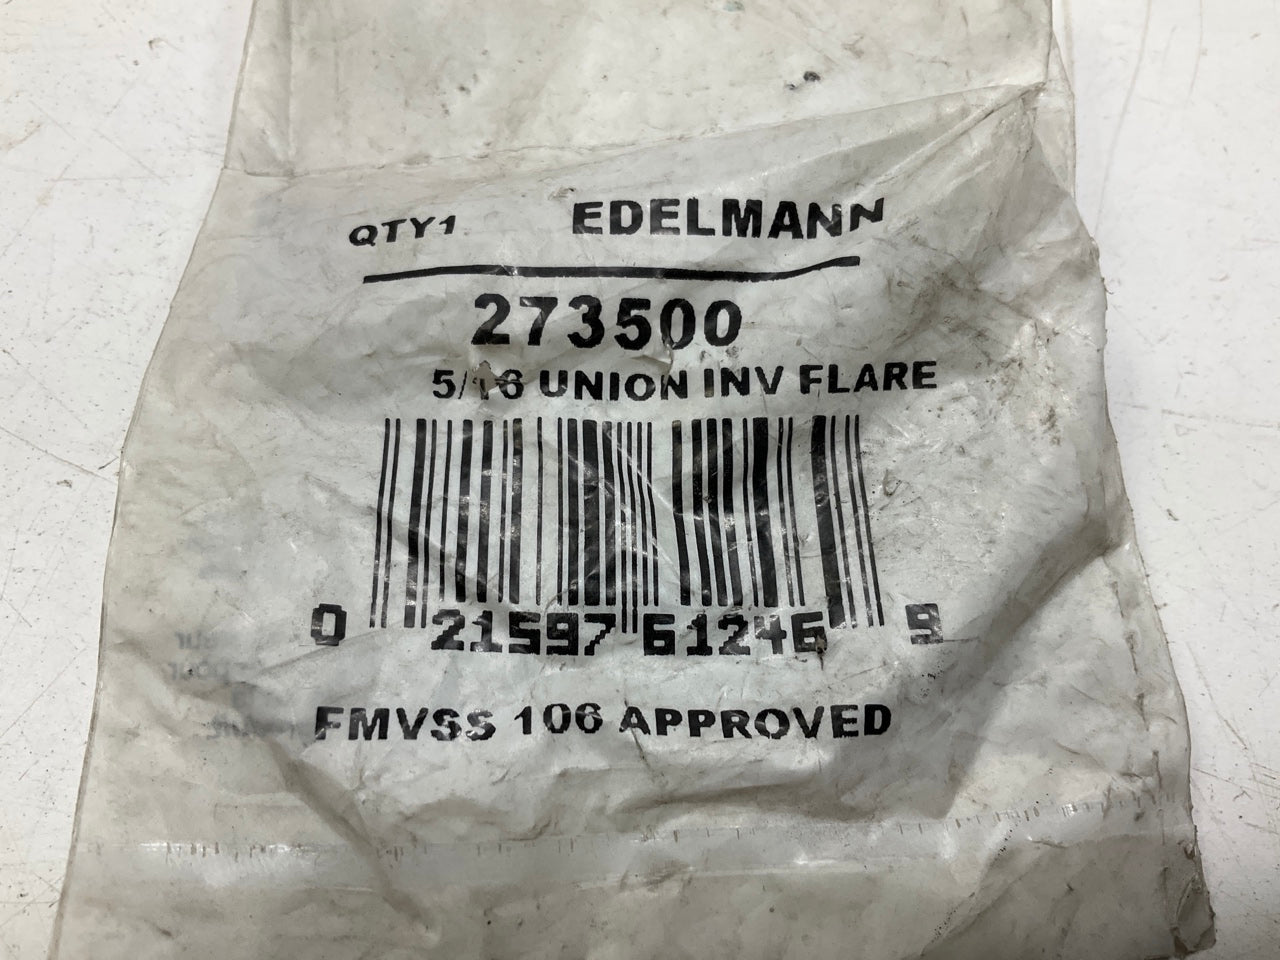 QTY1 EDELMANN
273500
5/16 UNION INV FLARE
0 21597 61246 9
FMVSS 106 APPROVED